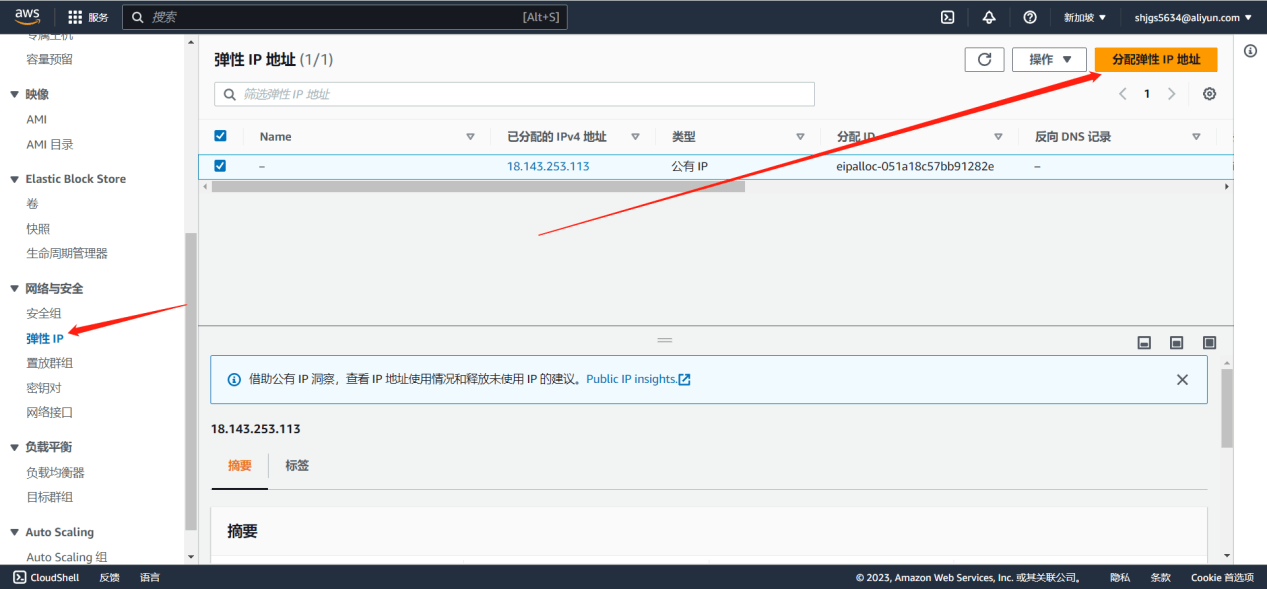 aws
服务
搜索
[Alt+S]
新加坡
shjgs5634@aliyun.com
专属主机
容量预留
映像
AMI
AMI 目录
Elastic Block Store
卷
快照
生命周期管理器
网络与安全
安全组
弹性 IP
置放群组
密钥对
网络接口
负载平衡
负载均衡器
目标群组
Auto Scaling
Auto Scaling 组
弹性 IP 地址 (1/1)
操作
分配弹性 IP 地址
筛选弹性 IP 地址
1
Name 已分配的 IPv4 地址 类型 分配 ID 反向 DNS 记录
– 18.143.253.113 公有 IP eipalloc-051a18c57bb91282e –
借助公有 IP 洞察，查看 IP 地址使用情况和释放未使用 IP 的建议。Public IP insights.
18.143.253.113
摘要 标签
摘要
CloudShell 反馈 语言 © 2023, Amazon Web Services, Inc. 或其关联公司。 隐私 条款 Cookie 首选项